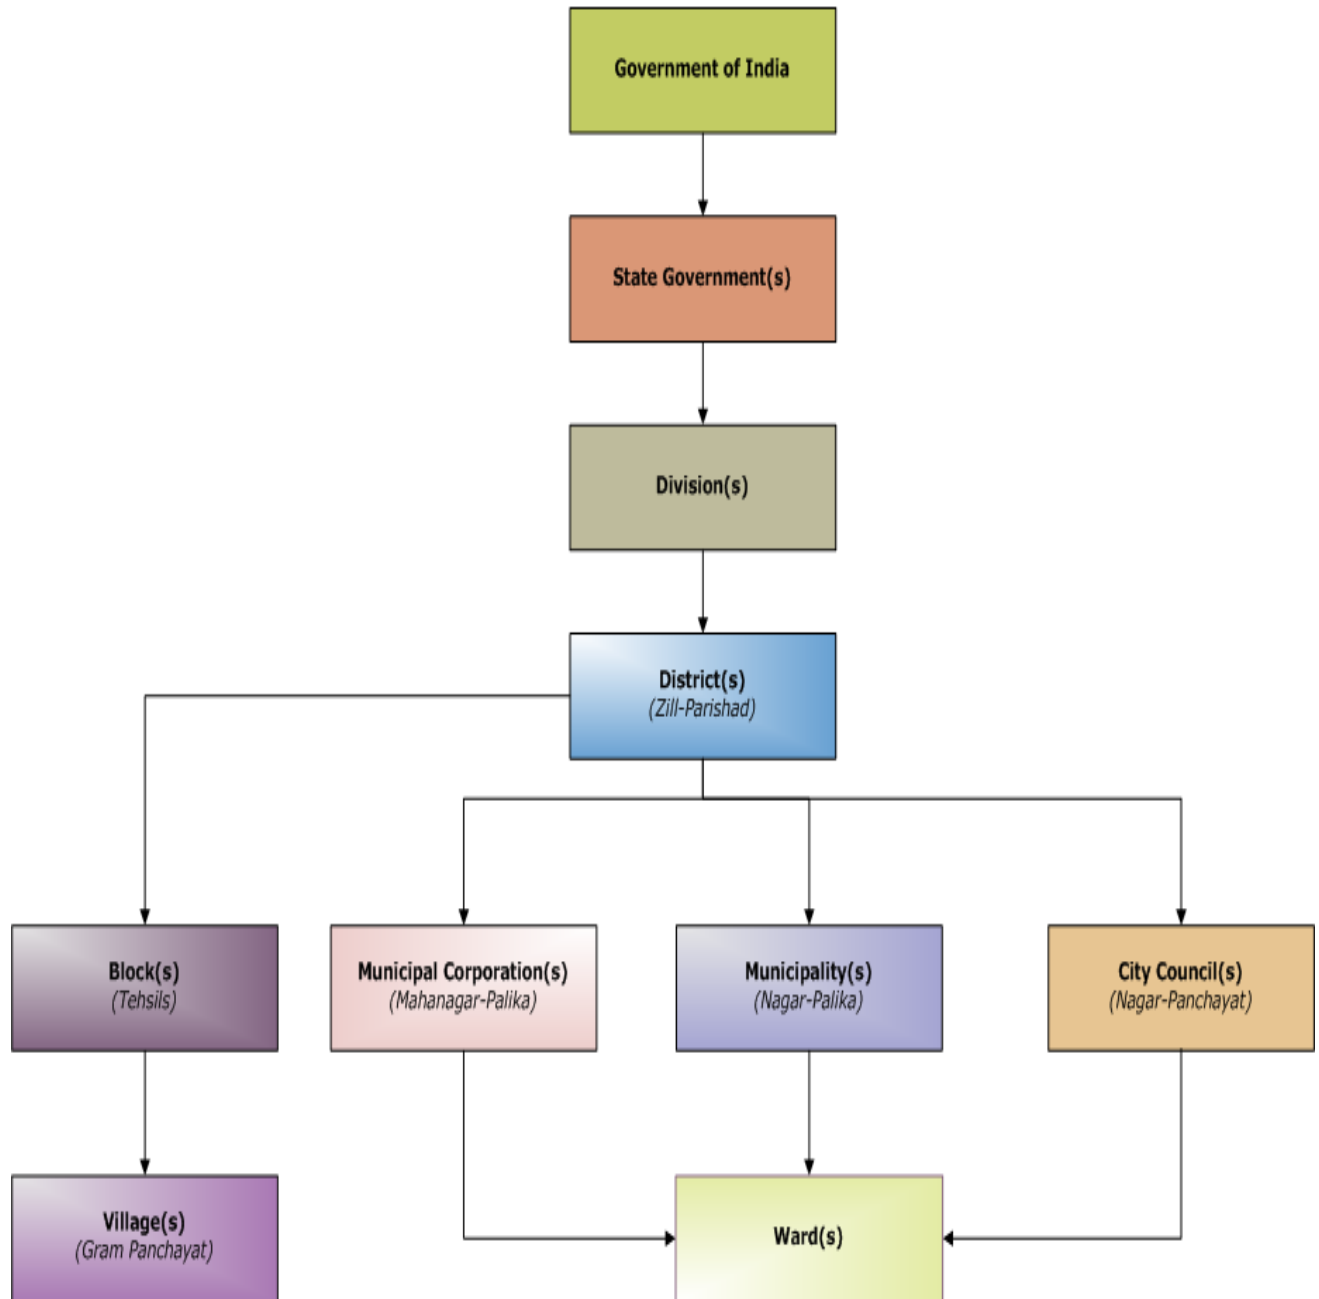 Government of India
State Government(s)
Division(s)
District(s)
(Zill-Parishad)
Block(s)
(Tehsils)
Municipal Corporation(s)
(Mahanagar-Palika)
Municipality(s)
(Nagar-Palika)
City Council(s)
(Nagar-Panchayat)
Village(s)
(Gram Panchayat)
Ward(s)